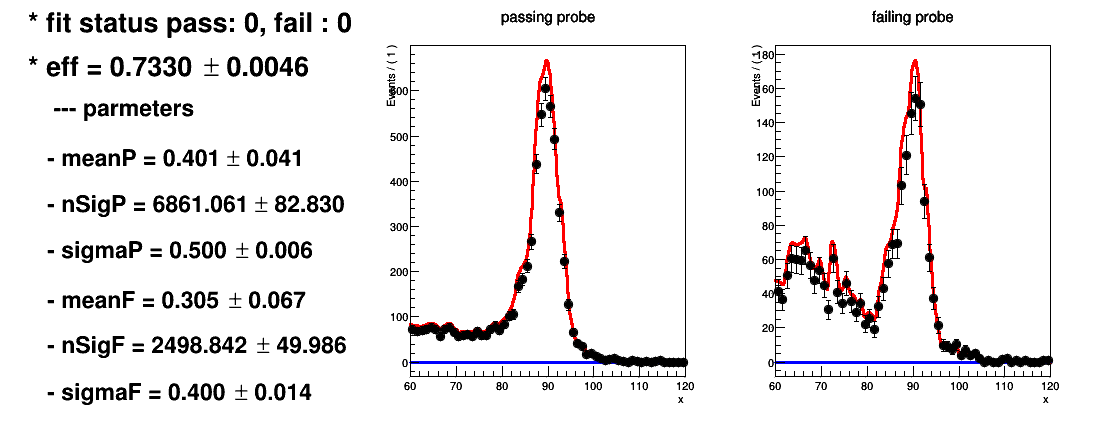 * fit status pass: 0, fail : 0
* eff = 0.7330 ± 0.0046
--- parmeters
- meanP = 0.401 ± 0.041
- nSigP = 6861.061 ± 82.830
- sigmaP = 0.500 ± 0.006
- meanF = 0.305 ± 0.067
- nSigF = 2498.842 ± 49.986
- sigmaF = 0.400 ± 0.014
passing probe
Events / ( 1 )
600
500
400
300
200
100
0
60 70 80 90 100 110 120
x
failing probe
Events / ( 1 )
180
160
140
120
100
80
60
40
20
0
60 70 80 90 100 110 120
x